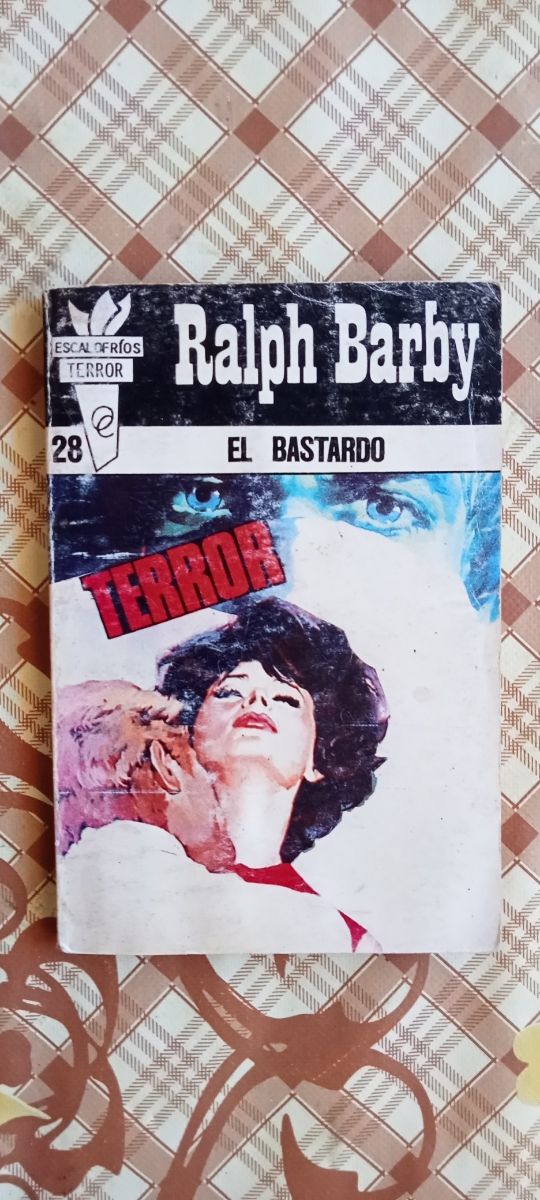 ESCALOFRÍOS
TERROR
Ralph Barby
28
EL BASTARDO
TERROR